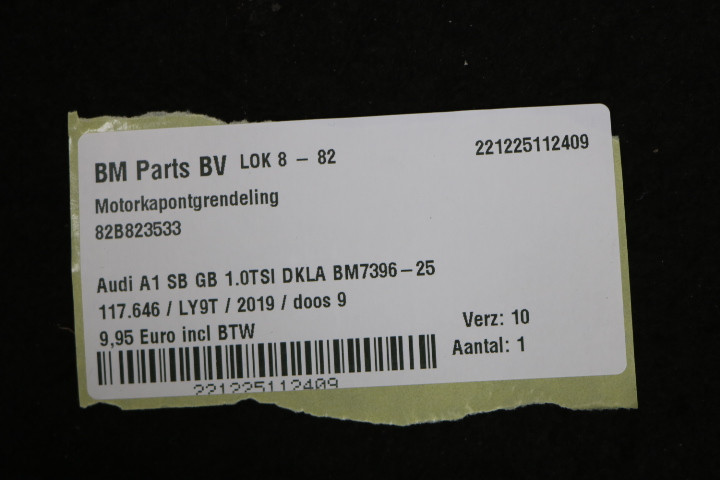 BM Parts BV LOK 8 - 82 221225112409
Motorkapontgrendeling
82B823533
Audi A1 SB GB 1.0TSI DKLA BM7396-25
117.646 / LY9T / 2019 / doos 9
9,95 Euro incl BTW Verz: 10
Aantal: 1
221225112409